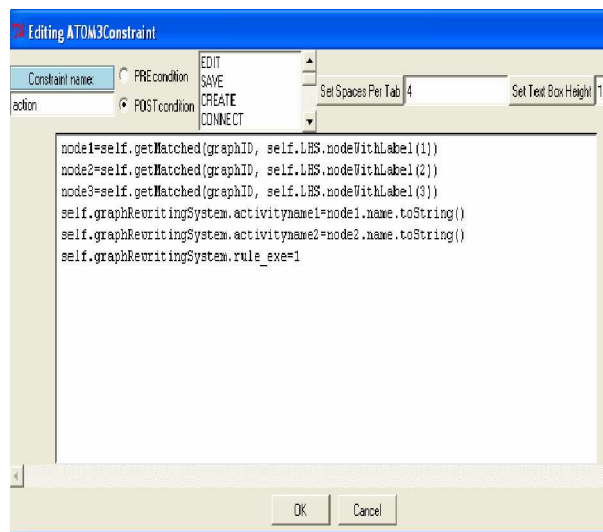 Editing ATOM3Constraint
Constraint name:
action
PREcondition
POSTcondition
EDIT
SAVE
CREATE
CONNECT
Set Spaces Per Tab 4
Set Text Box Height 1
node1=self.getMatched(graphID, self.LHS.nodeWithLabel(1))
node2=self.getMatched(graphID, self.LHS.nodeWithLabel(2))
node3=self.getMatched(graphID, self.LHS.nodeWithLabel(3))
self.graphRewritingSystem.activityname1=node1.name.toString()
self.graphRewritingSystem.activityname2=node2.name.toString()
self.graphRewritingSystem.rule_exe=1
OK Cancel